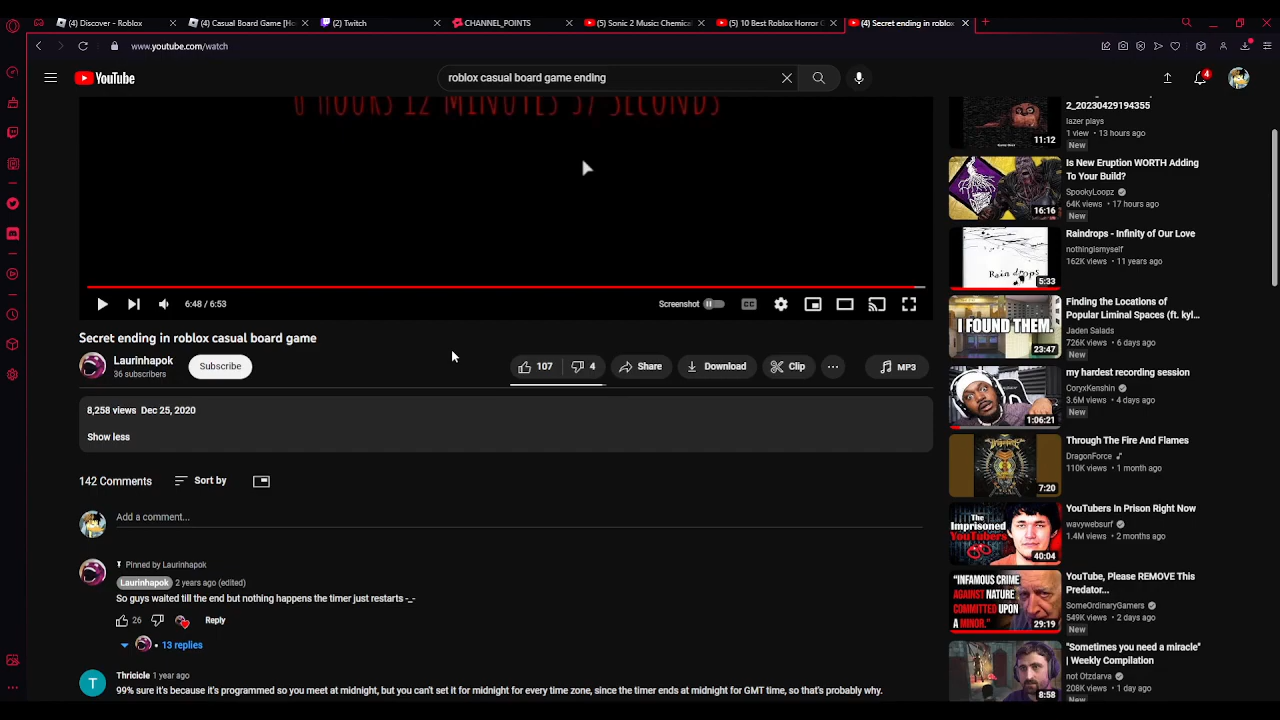 (4) Discover - Roblox
(4) Casual Board Game [Ho
(2) Twitch
CHANNEL_POINTS
(5) Sonic 2 Music: Chemical
(5) 10 Best Roblox Horror G
(4) Secret ending in roblox
www.youtube.com/watch
YouTube
roblox casual board game ending
4
0 HOURS 12 MINUTES 57 SECONDS
6:48 / 6:53
Screenshot
CC
Secret ending in roblox casual board game
Laurinhapok
36 subscribers
Subscribe
107
4
Share
Download
Clip
MP3
8,258 views Dec 25, 2020
Show less
142 Comments
Sort by
Add a comment...
Pinned by Laurinhapok
Laurinhapok 2 years ago (edited)
So guys waited till the end but nothing happens the timer just restarts -_-
26
Reply
13 replies
T
Thricicle 1 year ago
99% sure it's because it's programmed so you meet at midnight, but you can't set it for midnight for every time zone, since the timer ends at midnight for GMT time, so that's probably why.
2_20230429194355
lazer plays
1 view • 13 hours ago
New
11:12
Is New Eruption WORTH Adding
To Your Build?
SpookyLoopz
64K views • 17 hours ago
New
16:16
Raindrops - Infinity of Our Love
nothingismyself
162K views • 11 years ago
Rain drops
5:33
Finding the Locations of
Popular Liminal Spaces (ft. kyl...
Jaden Salads
726K views • 6 days ago
New
I FOUND THEM.
23:47
my hardest recording session
CoryxKenshin
3.6M views • 4 days ago
New
1:06:21
Through The Fire And Flames
DragonForce
110K views • 1 month ago
7:20
YouTubers In Prison Right Now
wavywebsurf
1.4M views • 2 months ago
The
Imprisoned
YouTubers
40:04
YouTube, Please REMOVE This
Predator...
SomeOrdinaryGamers
549K views • 2 days ago
New
"INFAMOUS CRIME
AGAINST NATURE
COMMITTED UPON
A MINOR."
29:19
"Sometimes you need a miracle"
| Weekly Compilation
not Otzdarva
208K views • 1 day ago
New
8:58